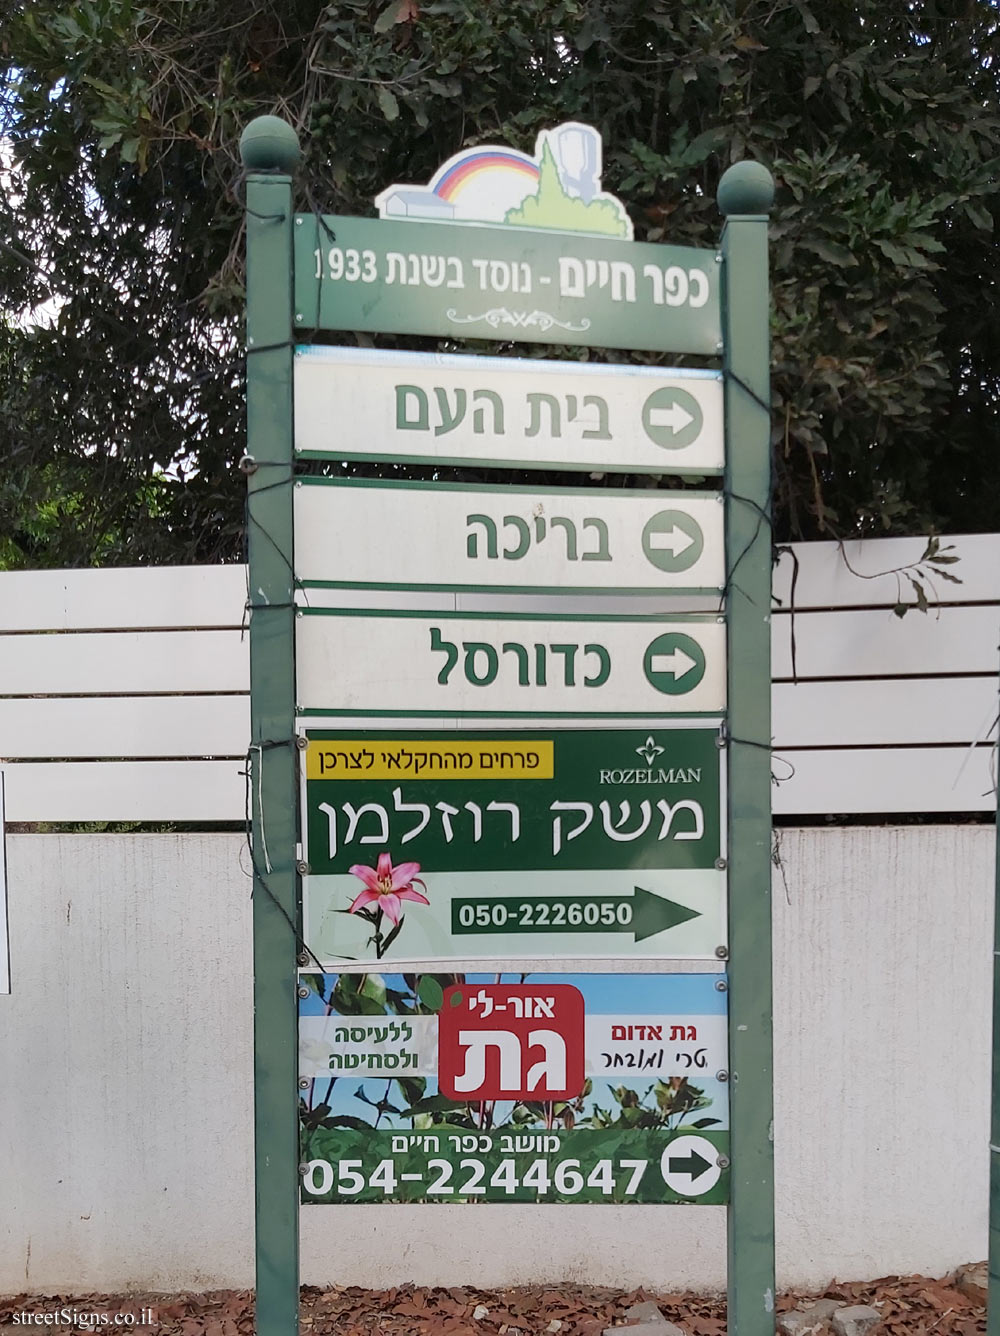 כפר חיים - נוסד בשנת 1933
בית העם
בריכה
כדורסל
פרחים מהחקלאי לצרכן
ROZELMAN
משק רוזלמן
050-2226050
אור-לי
גת
גת אדום
טרי ומובחר
ללעיסה
ולסחיטה
מושב כפר חיים
054-2244647
streetSigns.co.il